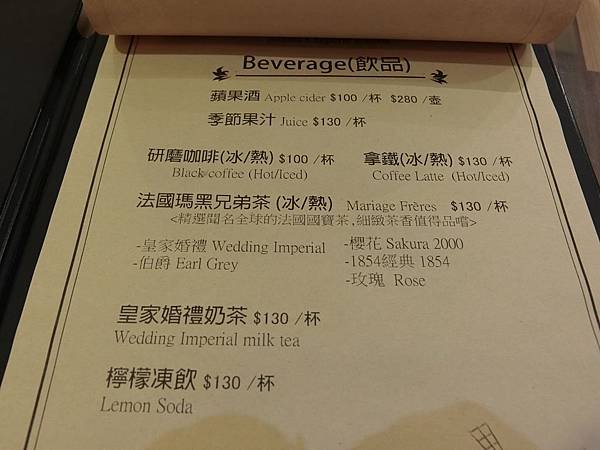 Beverage(飲品)
蘋果酒 Apple cider $100 /杯 $280 /壺
季節果汁 Juice $130 /杯
研磨咖啡(冰/熱) $100 /杯 拿鐵(冰/熱) $130 /杯
Black coffee (Hot/Iced) Coffee Latte (Hot/Iced)
法國瑪黑兄弟茶 (冰/熱) Mariage Frères $130 /杯
<精選聞名全球的法國國寶茶,細緻茶香值得品嚐>
-皇家婚禮 Wedding Imperial -櫻花 Sakura 2000
-伯爵 Earl Grey -1854經典 1854
-玫瑰 Rose
皇家婚禮奶茶 $130 /杯
Wedding Imperial milk tea
檸檬凍飲 $130 /杯
Lemon Soda